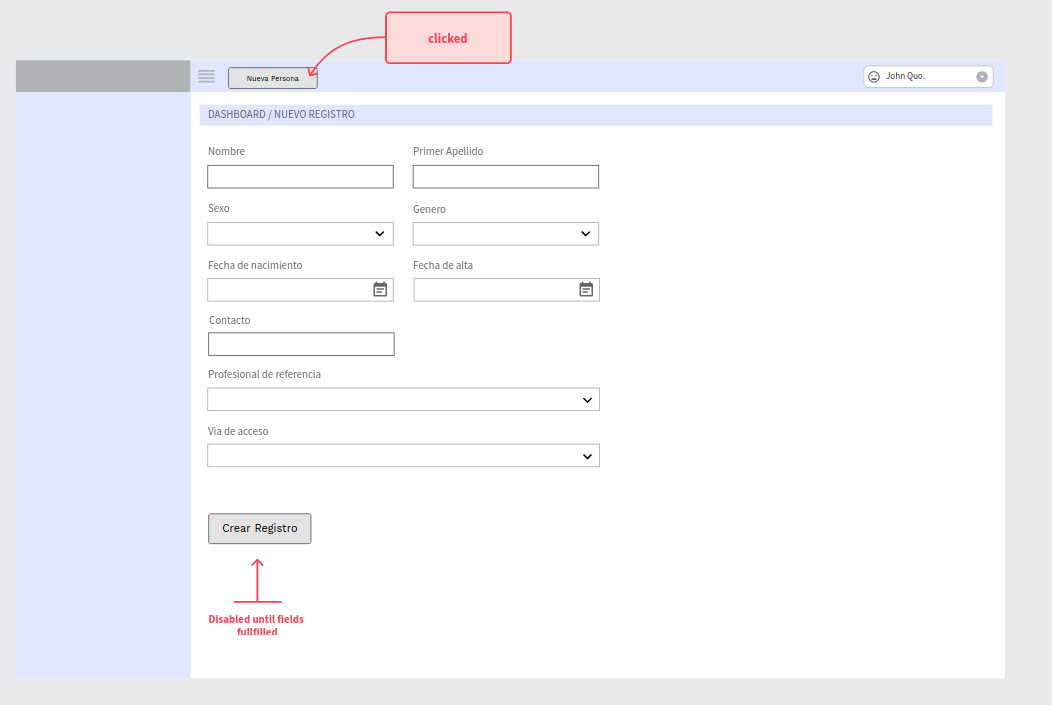 clicked
Nueva Persona
John Quo.
DASHBOARD / NUEVO REGISTRO
Nombre
Primer Apellido
Sexo
Genero
Fecha de nacimiento
Fecha de alta
Contacto
Profesional de referencia
Via de acceso
Crear Registro
Disabled until fields
fullfilled